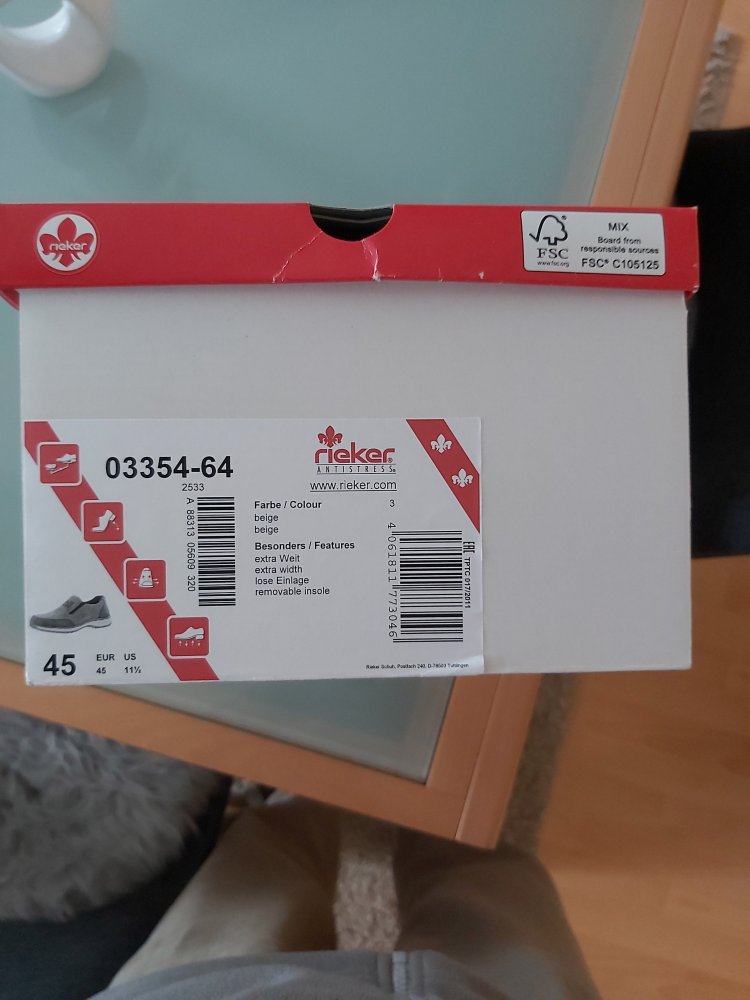 rieker
FSC
www.fsc.org
MIX
Board from
responsible sources
FSC® C105125
03354-64
2533
A 88313 05609 320
rieker®
ANTISTRESS®
www.rieker.com
Farbe / Colour
3
beige
beige
Besonders / Features
extra Weit
extra width
lose Einlage
removable insole
4 061811 773046
EAC
TPTC 017/2011
45
EUR US
45 11½
Rieker Schuh, Postfach 240, D-78503 Tuttlingen